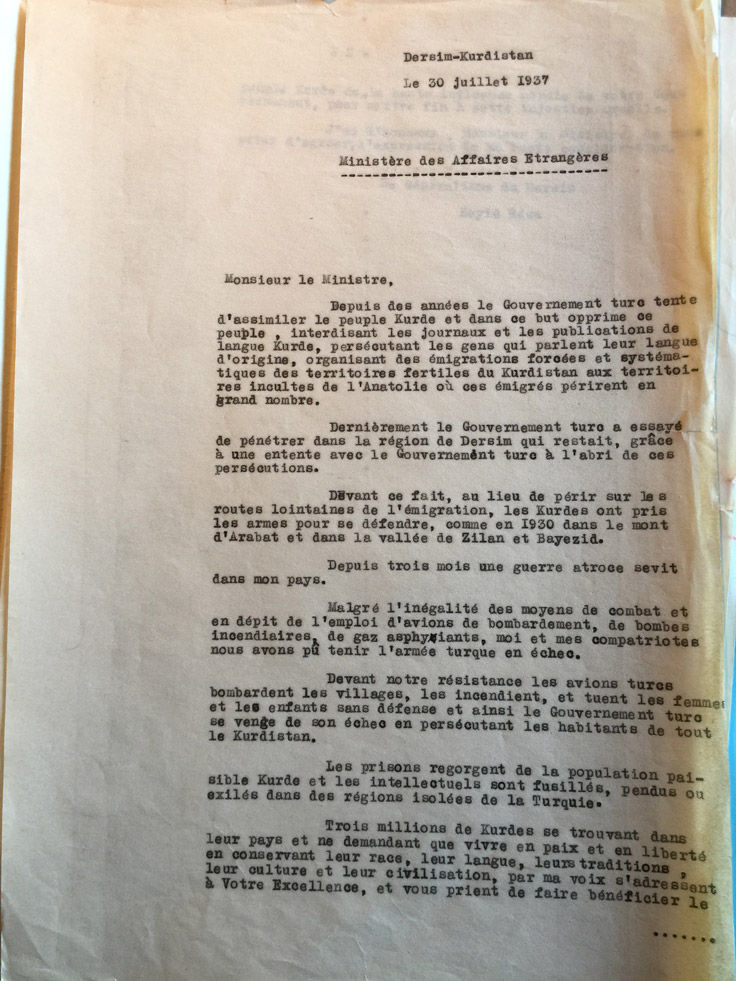 Dersim-Kurdistan
Le 30 juillet 1937
Ministère des Affaires Etrangères
Monsieur le Ministre,
Depuis des années le Gouvernement turc tente
d'assimiler le peuple Kurde et dans ce but opprime ce
peuple , interdisant les journaux et les publications de
langue Kurde, persécutant les gens qui parlent leur langue
d'origine, organisant des émigrations forcées et systéma-
tiques des territoires fertiles du Kurdistan aux territoi-
res incultes de l'Anatolie où ces émigrés périrent en
grand nombre.
Dernièrement le Gouvernement turc a essayé
de pénétrer dans la région de Dersim qui restait, grâce
à une entente avec le Gouvernement turc à l'abri de ces
persécutions.
Devant ce fait, au lieu de périr sur les
routes lointaines de l'émigration, les Kurdes ont pris
les armes pour se défendre, comme en 1930 dans le mont
d'Arabat et dans la vallée de Zilan et Bayezid.
Depuis trois mois une guerre atroce sevit
dans mon pays.
Malgré l'inégalité des moyens de combat et
en dépit de l'emploi d'avions de bombardement, de bombes
incendiaires, de gaz asphyxiants, moi et mes compatriotes
nous avons pû tenir l'armée turque en échec.
Devant notre résistance les avions turcs
bombardent les villages, les incendient, et tuent les femmes
et les enfants sans défense et ainsi le Gouvernement turc
se venge de son échec en persécutant les habitants de tout
le Kurdistan.
Les prisons regorgent de la population pai-
sible Kurde et les intellectuels sont fusillés, pendus ou
exilés dans des régions isolées de la Turquie.
Trois millions de Kurdes se trouvant dans
leur pays et ne demandant que vivre en paix et en liberté
en conservant leur race, leur langue, leurs traditions ,
leur culture et leur civilisation, par ma voix s'adressent
à Votre Excellence, et vous prient de faire bénéficier le
.......